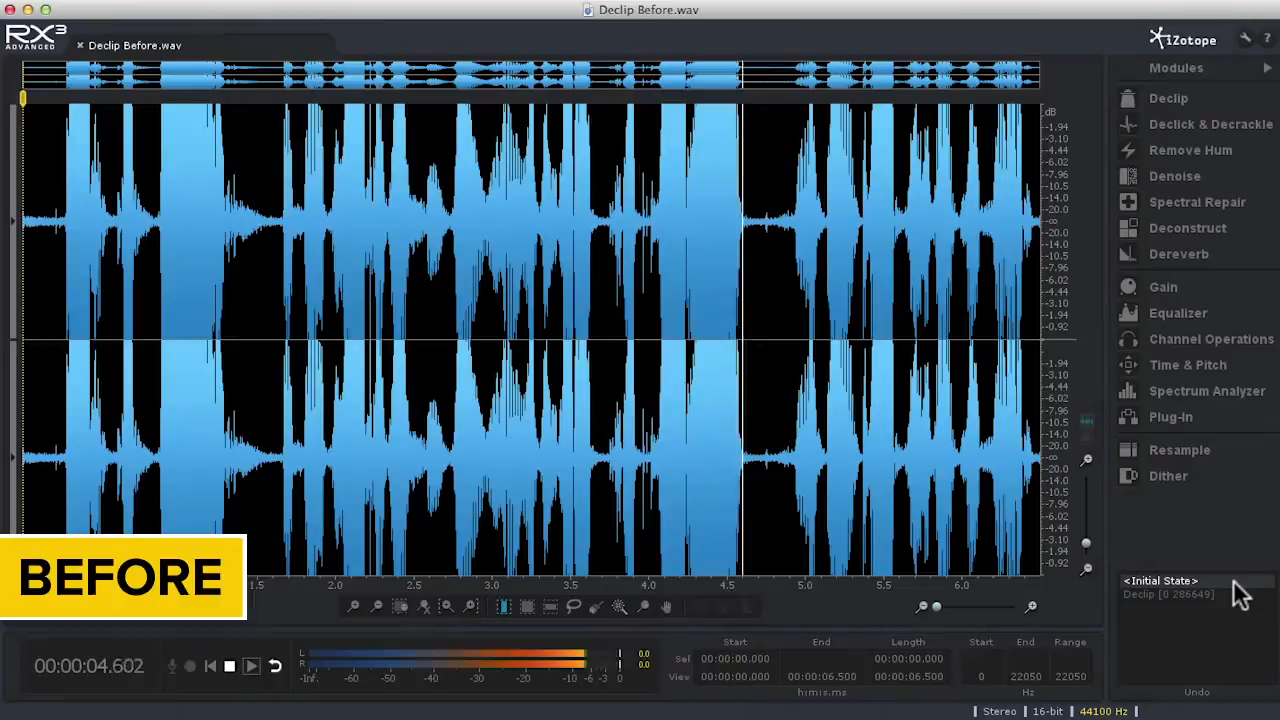 Declip Before.wav
RX3
ADVANCED
× Declip Before.wav
iZotope
?
Modules
Declip
Declick & Decrackle
Remove Hum
Denoise
Spectral Repair
Deconstruct
Dereverb
Gain
Equalizer
Channel Operations
Time & Pitch
Spectrum Analyzer
Plug-in
Resample
Dither
dB
-1.94
-3.10
-4.44
-6.02
-7.96
-10.5
-14.0
-20.0
-∞
-20.0
-14.0
-10.5
-7.96
-6.02
-4.44
-3.10
-1.94
-0.92
-1.94
-3.10
-4.44
-6.02
-7.96
-10.5
-14.0
-20.0
-∞
-20.0
-14.0
-10.5
-7.96
-6.02
-4.44
-3.10
-1.94
-0.92
BEFORE
1.5 2.0 2.5 3.0 3.5 4.0 4.5 5.0 5.5 6.0
<Initial State>
Declip [0 286649]
Undo
00:00:04.602
L
R
0.0
0.0
-Inf. -60 -50 -40 -30 -20 -10 -6 -3 0
Start End Length Start End Range
Sel 00:00:00.000 00:00:00.000
View 00:00:00.000 00:00:06.500 00:00:06.500 0 22050 22050
h:m:s.ms Hz
| Stereo | 16-bit | 44100 Hz |